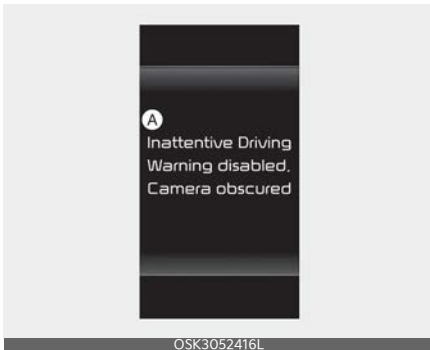 A
Inattentive Driving
Warning disabled,
Camera obscured
OSK3052416L